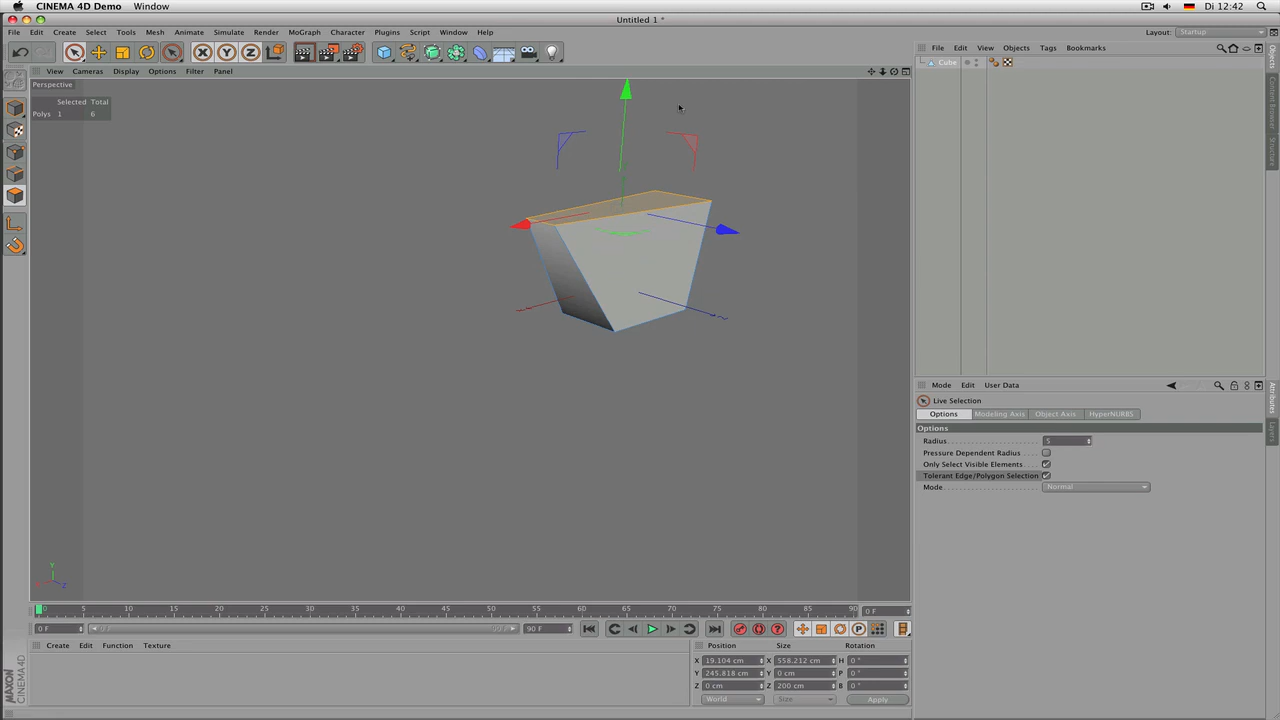 CINEMA 4D Demo Window Di 12:42
Untitled 1 *
File Edit Create Select Tools Mesh Animate Simulate Render MoGraph Character Plugins Script Window Help
Layout: Startup
X Y Z
File Edit View Objects Tags Bookmarks
View Cameras Display Options Filter Panel
Cube
Perspective
Selected Total
Polys 1 6
Objects
Content Browser
Structure
Mode Edit User Data
Live Selection
Options Modeling Axis Object Axis HyperNURBS
Options
Radius 5
Pressure Dependent Radius
Only Select Visible Elements
Tolerant Edge/Polygon Selection
Mode Normal
Attributes
Layers
Y
X Z
0 5 10 15 20 25 30 35 40 45 50 55 60 65 70 75 80 85 90 0 F
0 F 90 F
P
Create Edit Function Texture
Position Size Rotation
X 19.104 cm X 558.212 cm H 0 °
Y 245.818 cm Y 0 cm P 0 °
Z 0 cm Z 200 cm B 0 °
World Size Apply
MAXON
CINEMA 4D